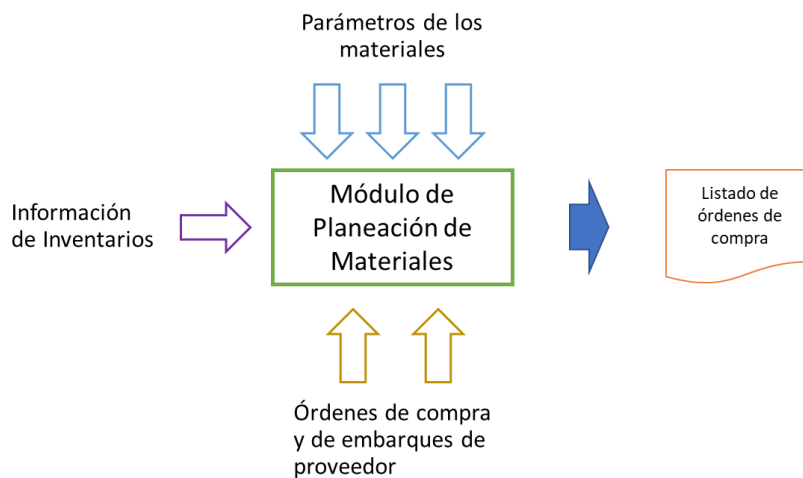 Parámetros de los
materiales
Información
de Inventarios
Módulo de
Planeación de
Materiales
Listado de
órdenes de
compra
Órdenes de compra
y de embarques de
proveedor